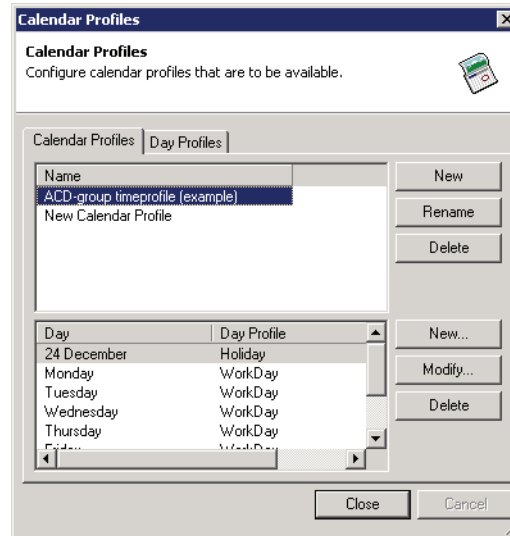 Calendar Profiles
Calendar Profiles
Configure calendar profiles that are to be available.
Calendar Profiles Day Profiles
Name
New
ACD-group timeprofile (example)
New Calendar Profile
Rename
Delete
Day Day Profile
New...
24 December Holiday
Monday WorkDay
Modify...
Tuesday WorkDay
Wednesday WorkDay
Delete
Thursday WorkDay
Friday WorkDay
Close Cancel